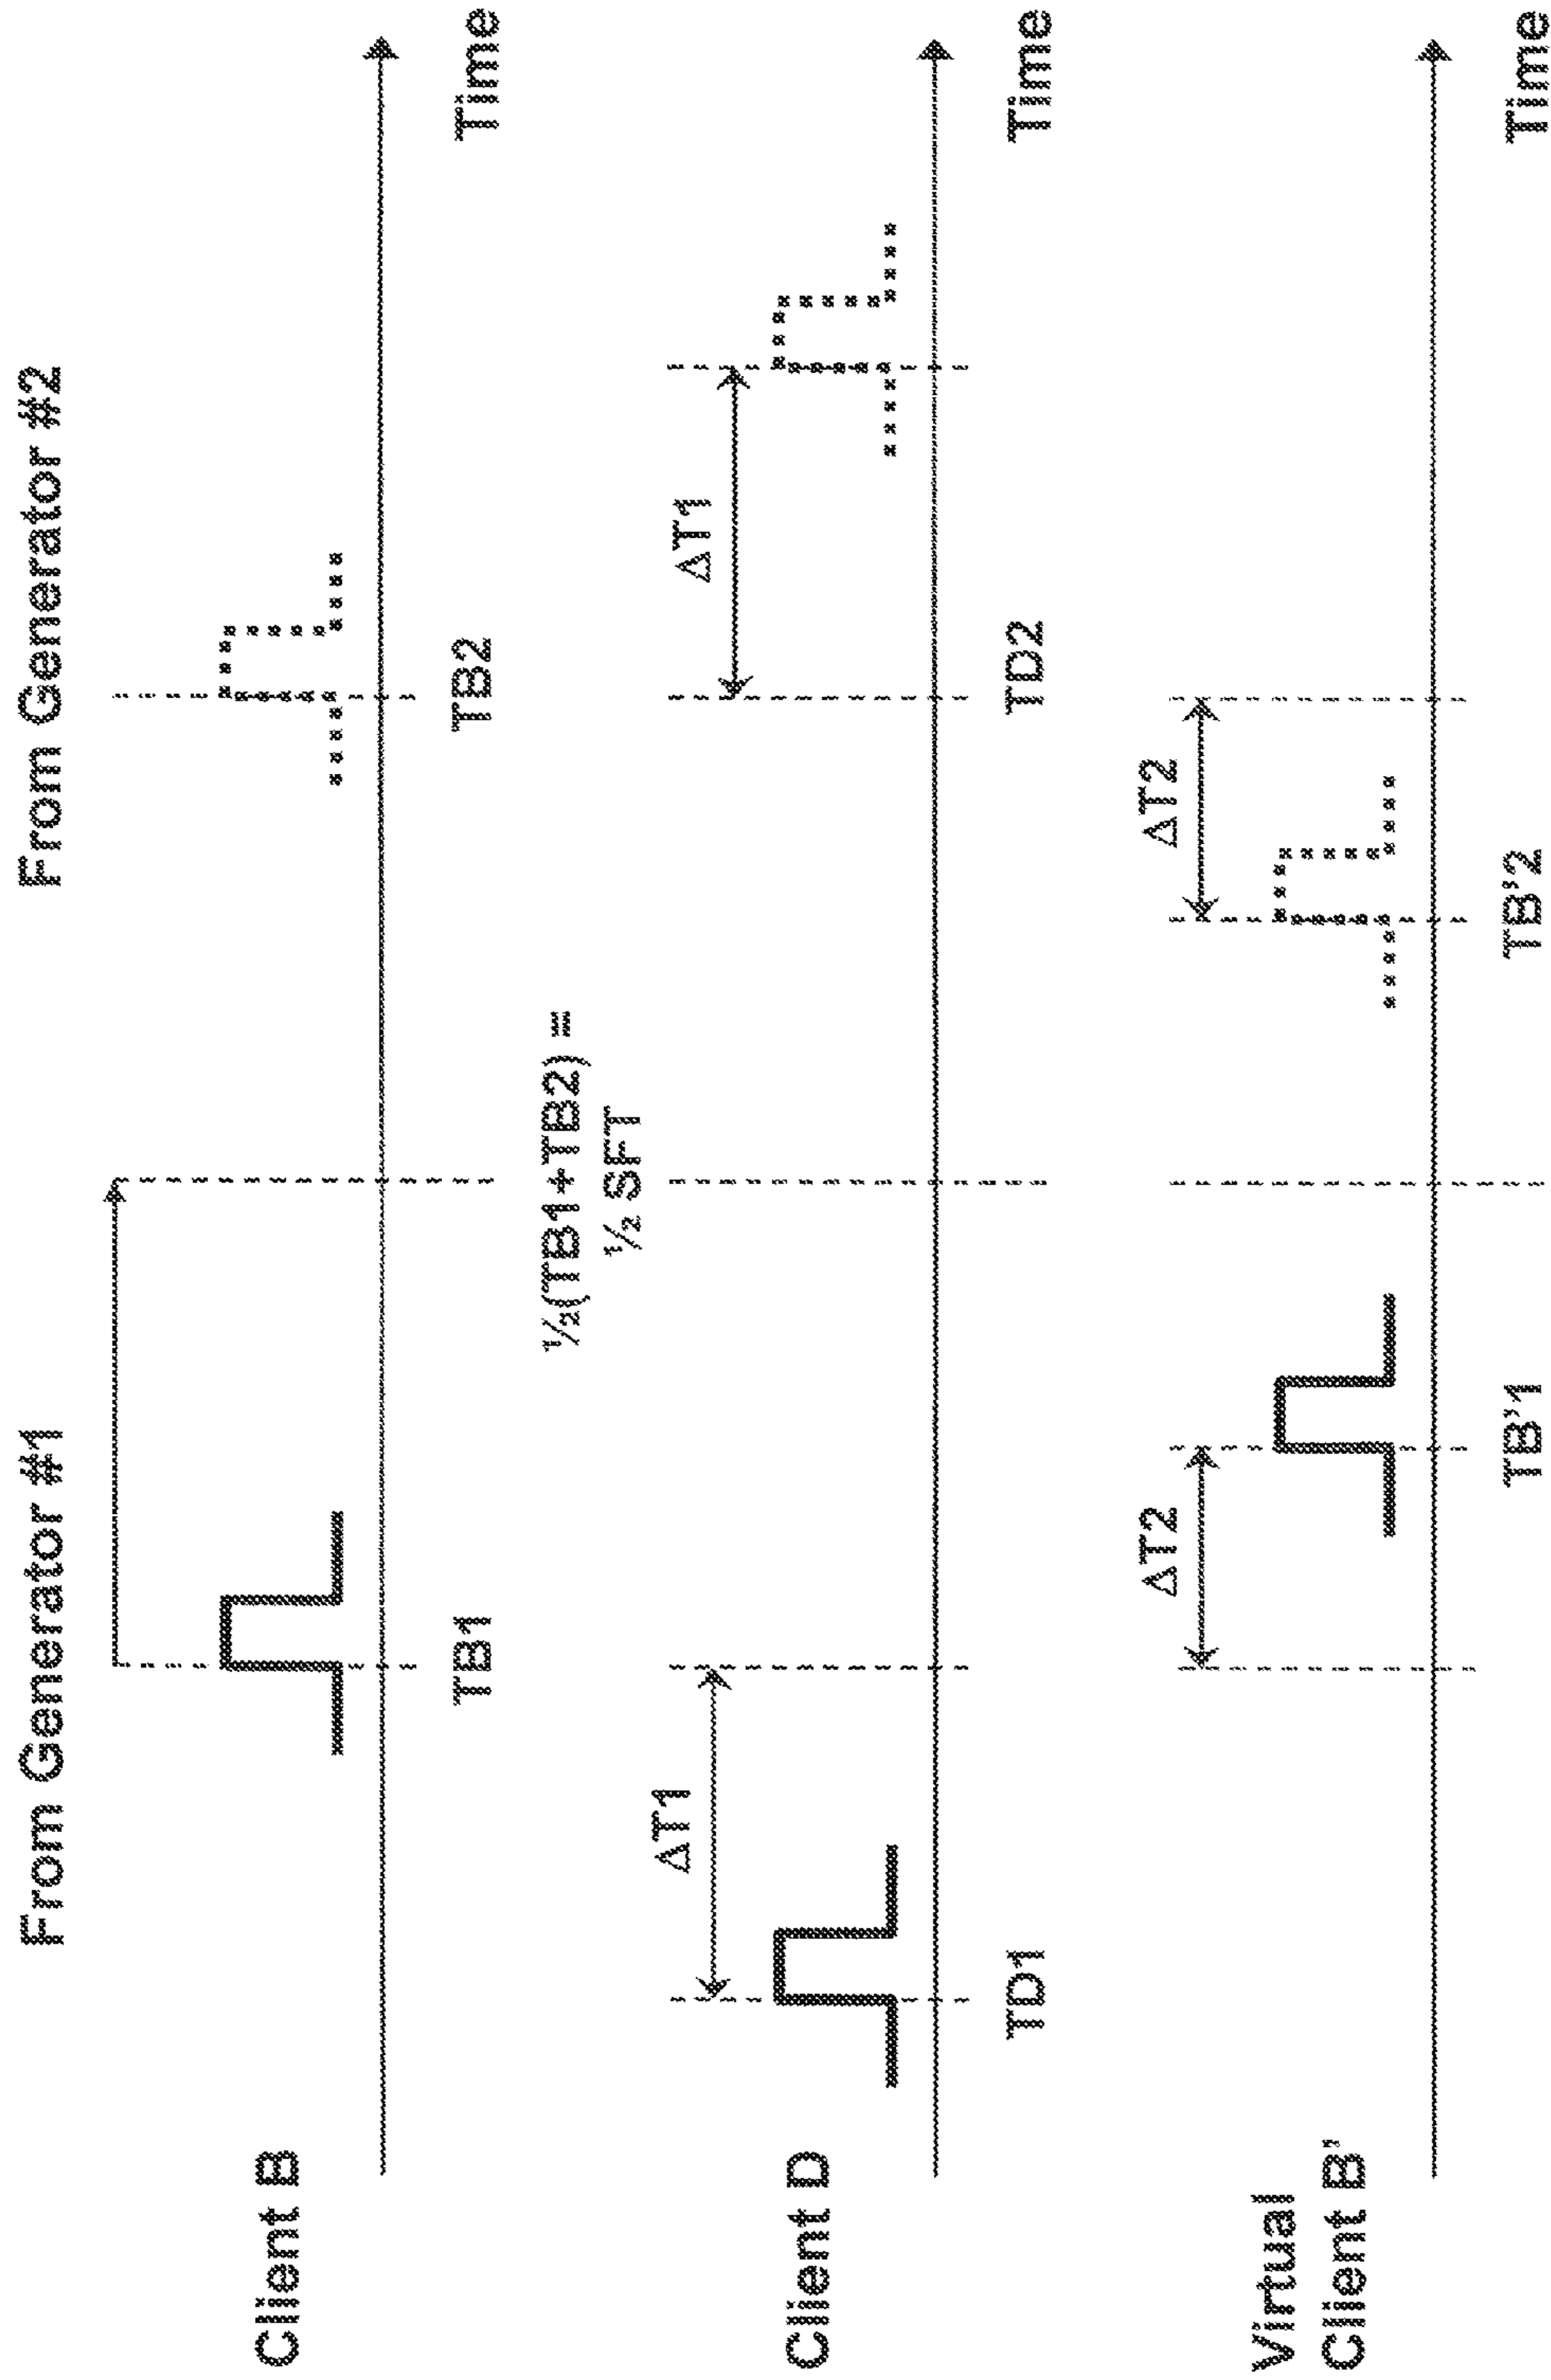 From Generator #1
From Generator #2
Client B
TB1
TB2
Time
½(TB1+TB2) =
½ SFT
Client D
ΔT1
ΔT1
TD1
TD2
Time
Virtual
Client B'
ΔT2
ΔT2
TB'1
TB'2
Time